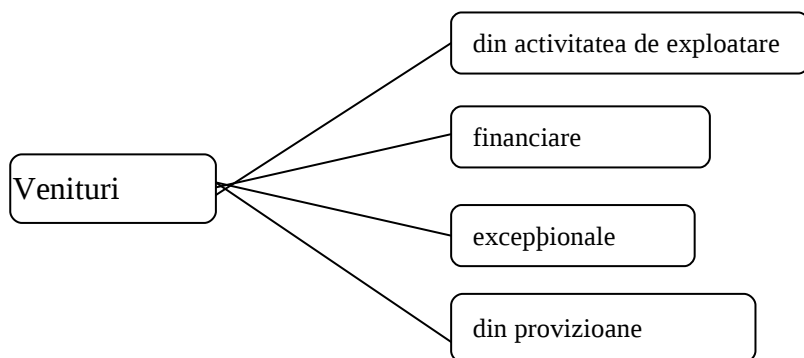 din activitatea de exploatare
financiare
Venituri
excepþionale
din provizioane